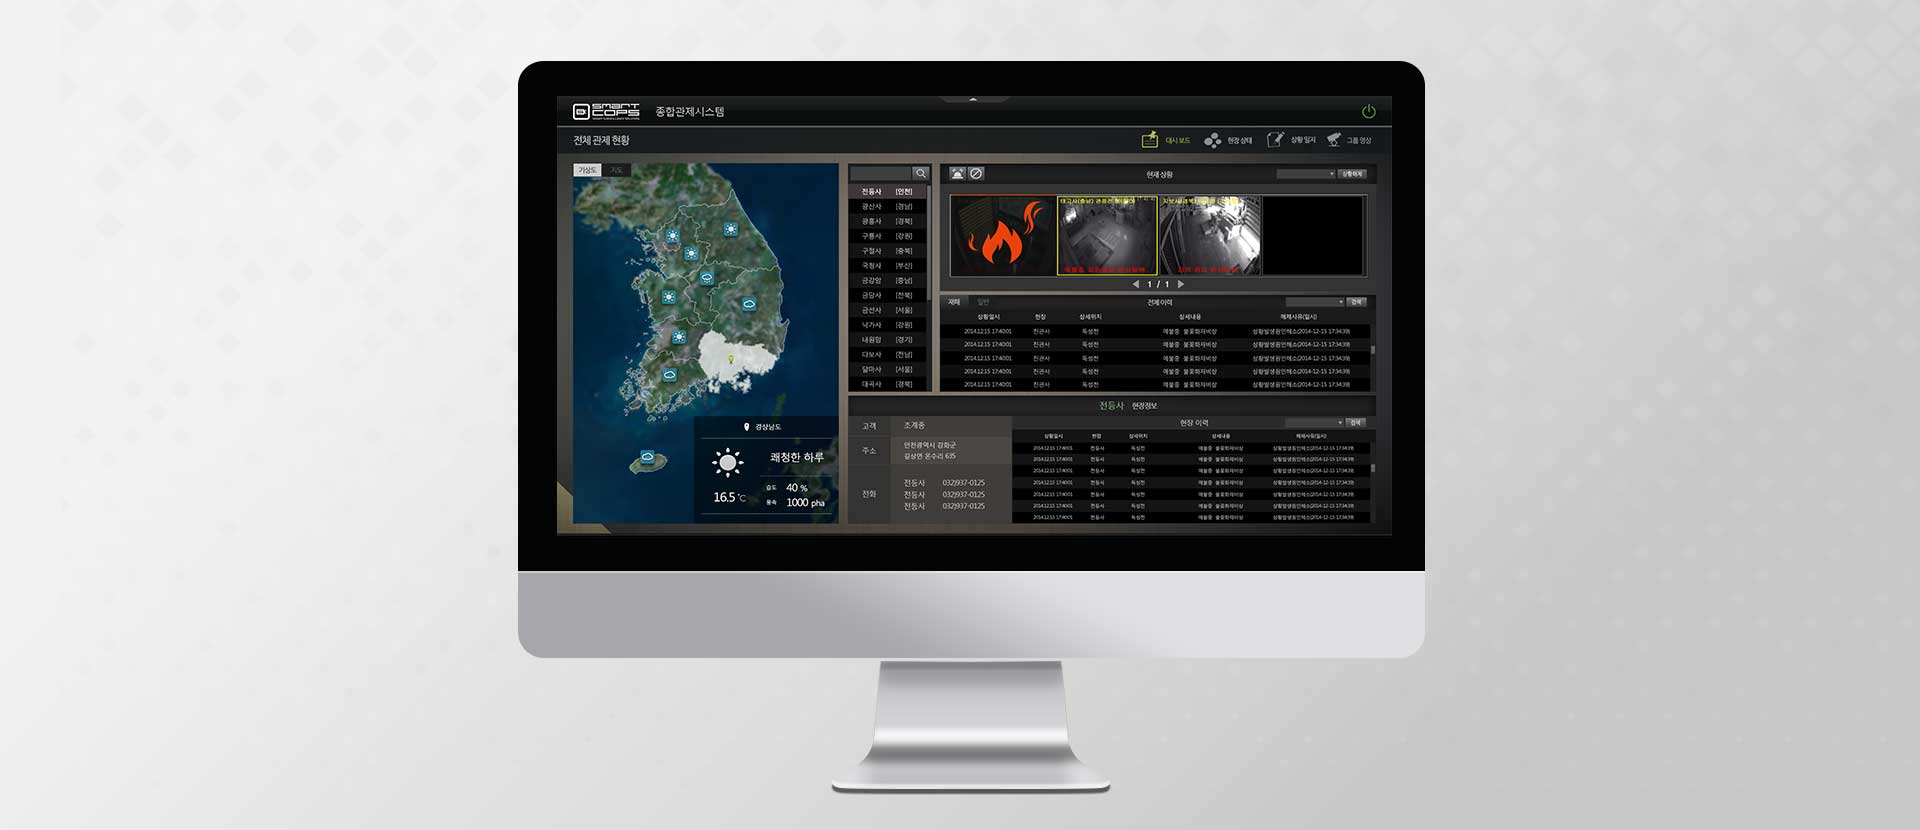 SMART
COPS
종합관제시스템
전체 관제 현황
대시보드
현장 상태
상황 일지
그룹 영상
기상도
지도
전등사 [인천]
광산사 [경남]
광흥사 [경북]
구룡사 [강원]
구절사 [충북]
국청사 [부산]
금강암 [충남]
금당사 [전북]
금선사 [서울]
낙가사 [강원]
내원암 [경기]
다보사 [전남]
달마사 [서울]
대곡사 [경북]
현재 상황
상황해제
1 / 1
재해
일반
전체 이력
검색
상황일시 현장 상세위치 상세내용 해제사유(일시)
2014.12.15 17:40:01 진관사 독성전 예불중 불꽃화재비상 상황발생원인해소(2014-12-15 17:34:39)
2014.12.15 17:40:01 진관사 독성전 예불중 불꽃화재비상 상황발생원인해소(2014-12-15 17:34:39)
2014.12.15 17:40:01 진관사 독성전 예불중 불꽃화재비상 상황발생원인해소(2014-12-15 17:34:39)
2014.12.15 17:40:01 진관사 독성전 예불중 불꽃화재비상 상황발생원인해소(2014-12-15 17:34:39)
2014.12.15 17:40:01 진관사 독성전 예불중 불꽃화재비상 상황발생원인해소(2014-12-15 17:34:39)
경상남도
쾌청한 하루
16.5°C
습도 40 %
풍속 1000 pha
전등사 현장정보
고객 조계종
주소 인천광역시 강화군
길상면 온수리 635
전화
전등사 032)937-0125
전등사 032)937-0125
전등사 032)937-0125
현장 이력
검색
상황일시 현장 상세위치 상세내용 해제사유(일시)
2014.12.15 17:40:01 전등사 독성전 예불중 불꽃화재비상 상황발생원인해소(2014-12-15 17:34:39)
2014.12.15 17:40:01 전등사 독성전 예불중 불꽃화재비상 상황발생원인해소(2014-12-15 17:34:39)
2014.12.15 17:40:01 전등사 독성전 예불중 불꽃화재비상 상황발생원인해소(2014-12-15 17:34:39)
2014.12.15 17:40:01 전등사 독성전 예불중 불꽃화재비상 상황발생원인해소(2014-12-15 17:34:39)
2014.12.15 17:40:01 전등사 독성전 예불중 불꽃화재비상 상황발생원인해소(2014-12-15 17:34:39)
2014.12.15 17:40:01 전등사 독성전 예불중 불꽃화재비상 상황발생원인해소(2014-12-15 17:34:39)
2014.12.15 17:40:01 전등사 독성전 예불중 불꽃화재비상 상황발생원인해소(2014-12-15 17:34:39)